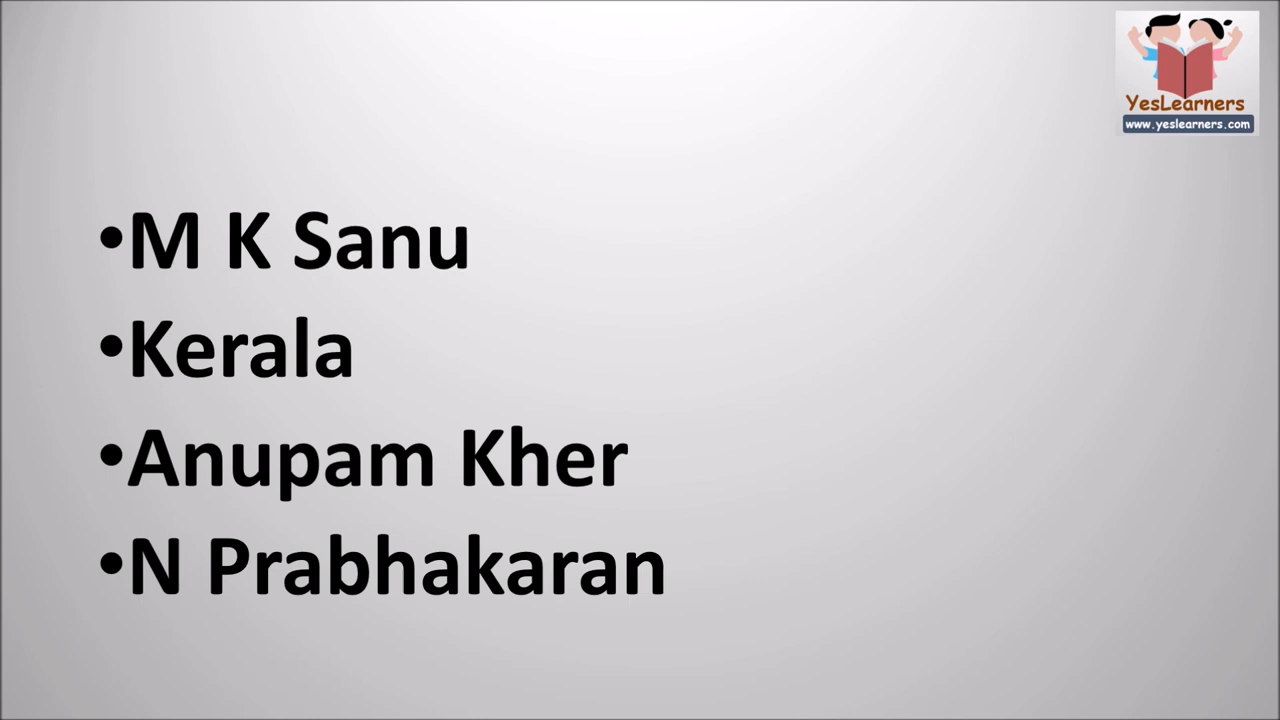 YesLearners
www.yeslearners.com
•M K Sanu
•Kerala
•Anupam Kher
•N Prabhakaran